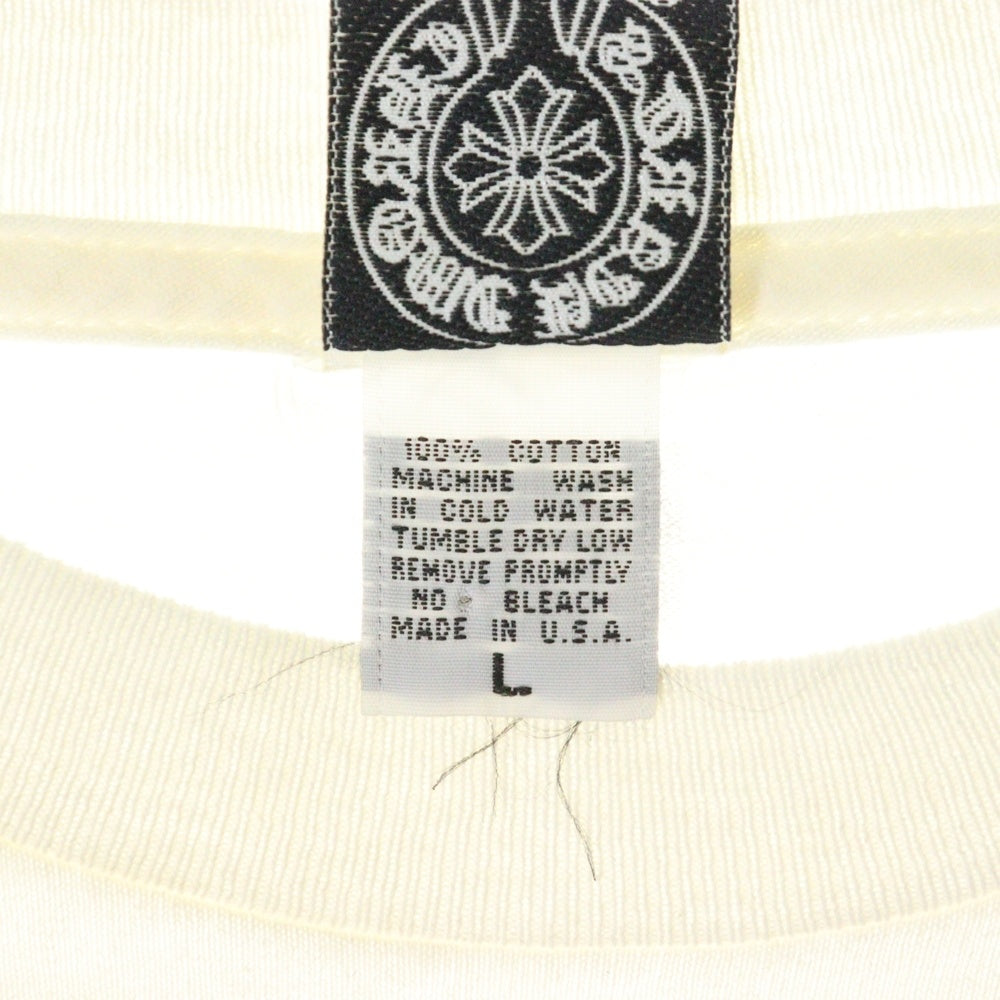 100% COTTON
MACHINE WASH
IN COLD WATER
TUMBLE DRY LOW
REMOVE PROMPTLY
NO BLEACH
MADE IN U.S.A.
L